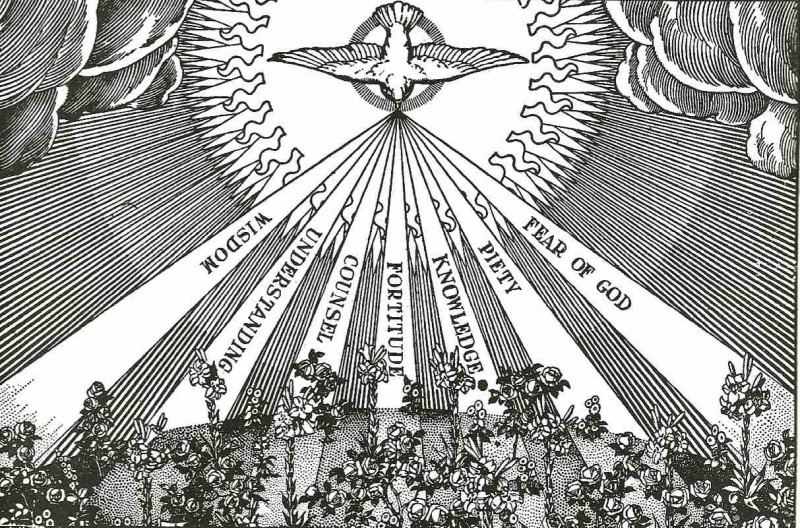 WISDOM
UNDERSTANDING
COUNSEL
FORTITUDE
KNOWLEDGE
PIETY
FEAR OF GOD